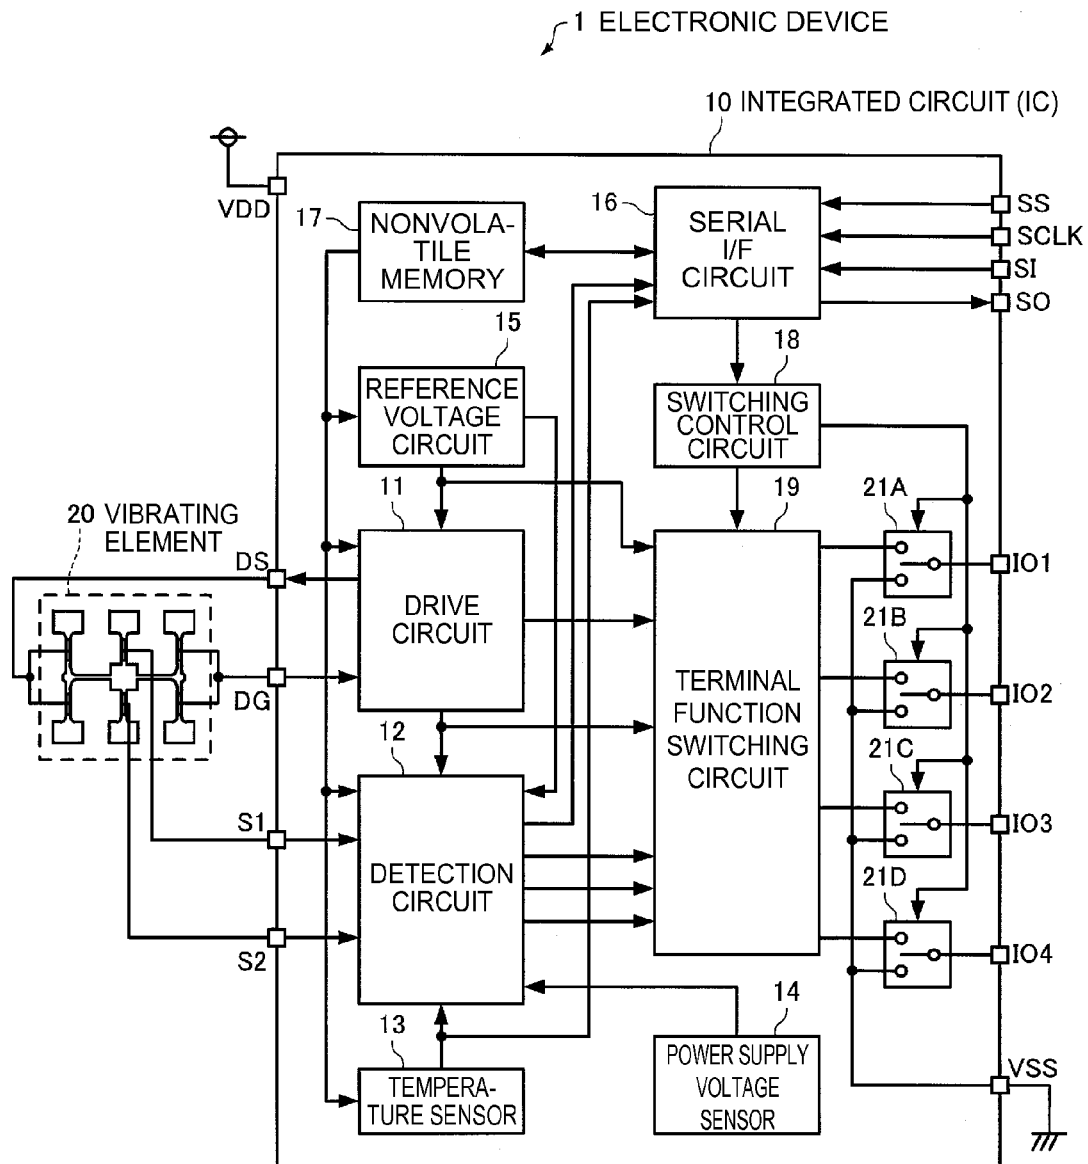 1 ELECTRONIC DEVICE
10 INTEGRATED CIRCUIT (IC)
VDD
17
NONVOLA-
TILE
MEMORY
16
SERIAL
I/F
CIRCUIT
SS
SCLK
SI
SO
15
REFERENCE
VOLTAGE
CIRCUIT
18
SWITCHING
CONTROL
CIRCUIT
20 VIBRATING
ELEMENT
DS
DG
11
DRIVE
CIRCUIT
19
TERMINAL
FUNCTION
SWITCHING
CIRCUIT
21A
IO1
21B
IO2
21C
IO3
21D
IO4
12
DETECTION
CIRCUIT
S1
S2
13
TEMPERA-
TURE SENSOR
14
POWER SUPPLY
VOLTAGE
SENSOR
VSS